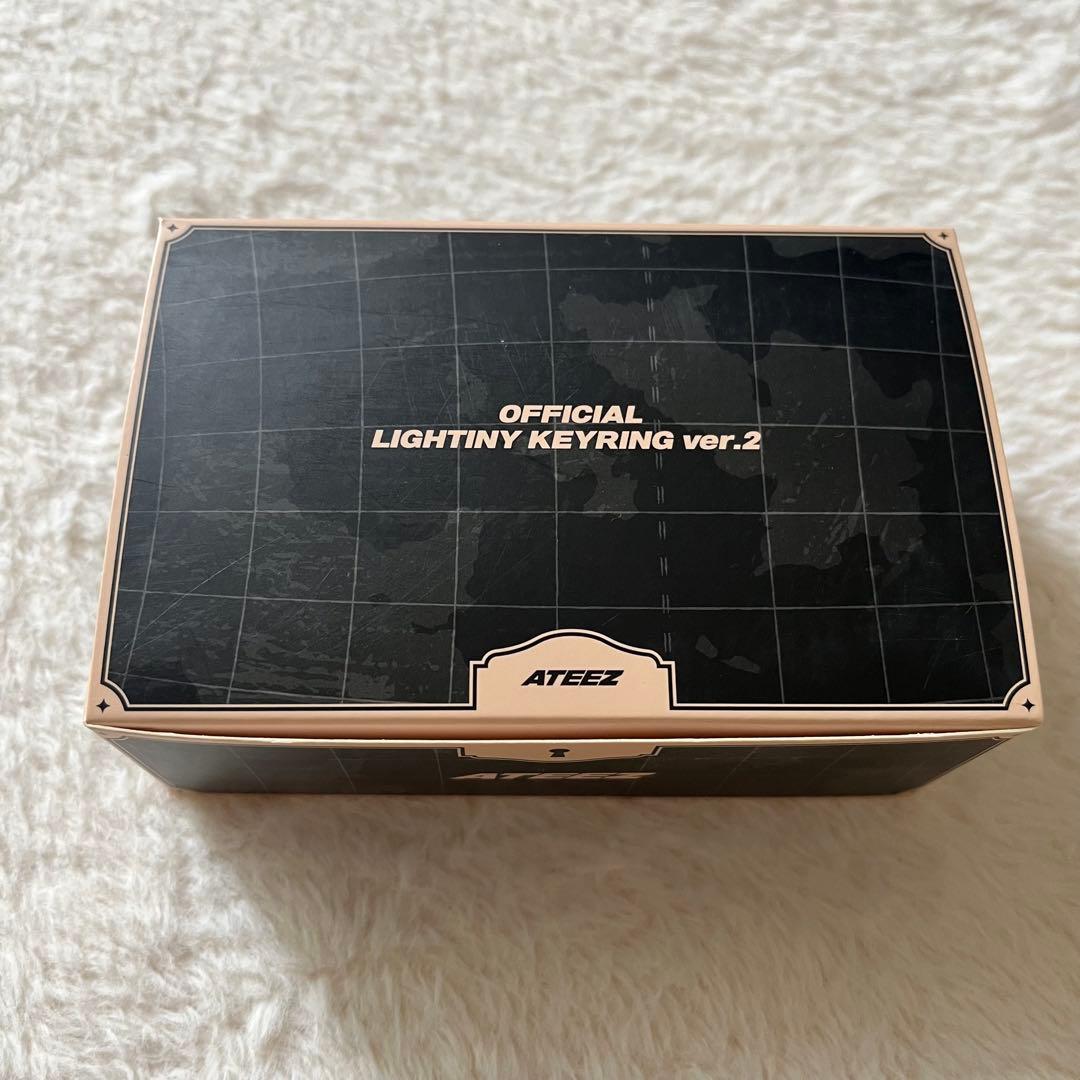 OFFICIAL
LIGHTINY KEYRING ver.2
ATEEZ
ATEEZ